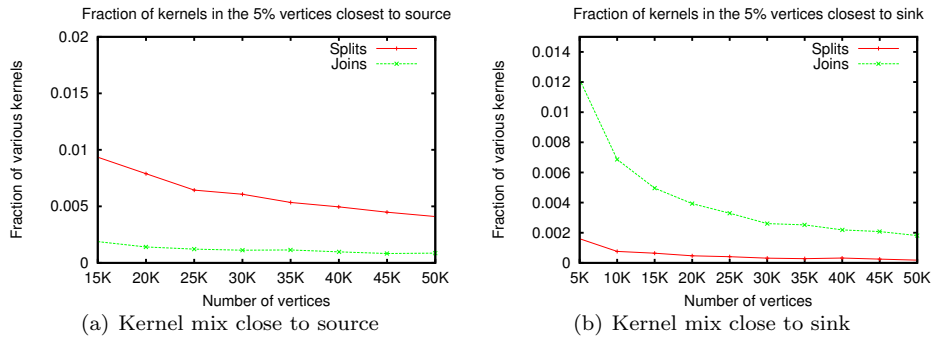 Fraction of kernels in the 5% vertices closest to source
0.02
0.015
0.01
0.005
0
Fraction of various kernels
Splits
Joins
15K 20K 25K 30K 35K 40K 45K 50K
Number of vertices
(a) Kernel mix close to source
Fraction of kernels in the 5% vertices closest to sink
0.014
0.012
0.01
0.008
0.006
0.004
0.002
0
Fraction of various kernels
Splits
Joins
5K 10K 15K 20K 25K 30K 35K 40K 45K 50K
Number of vertices
(b) Kernel mix close to sink